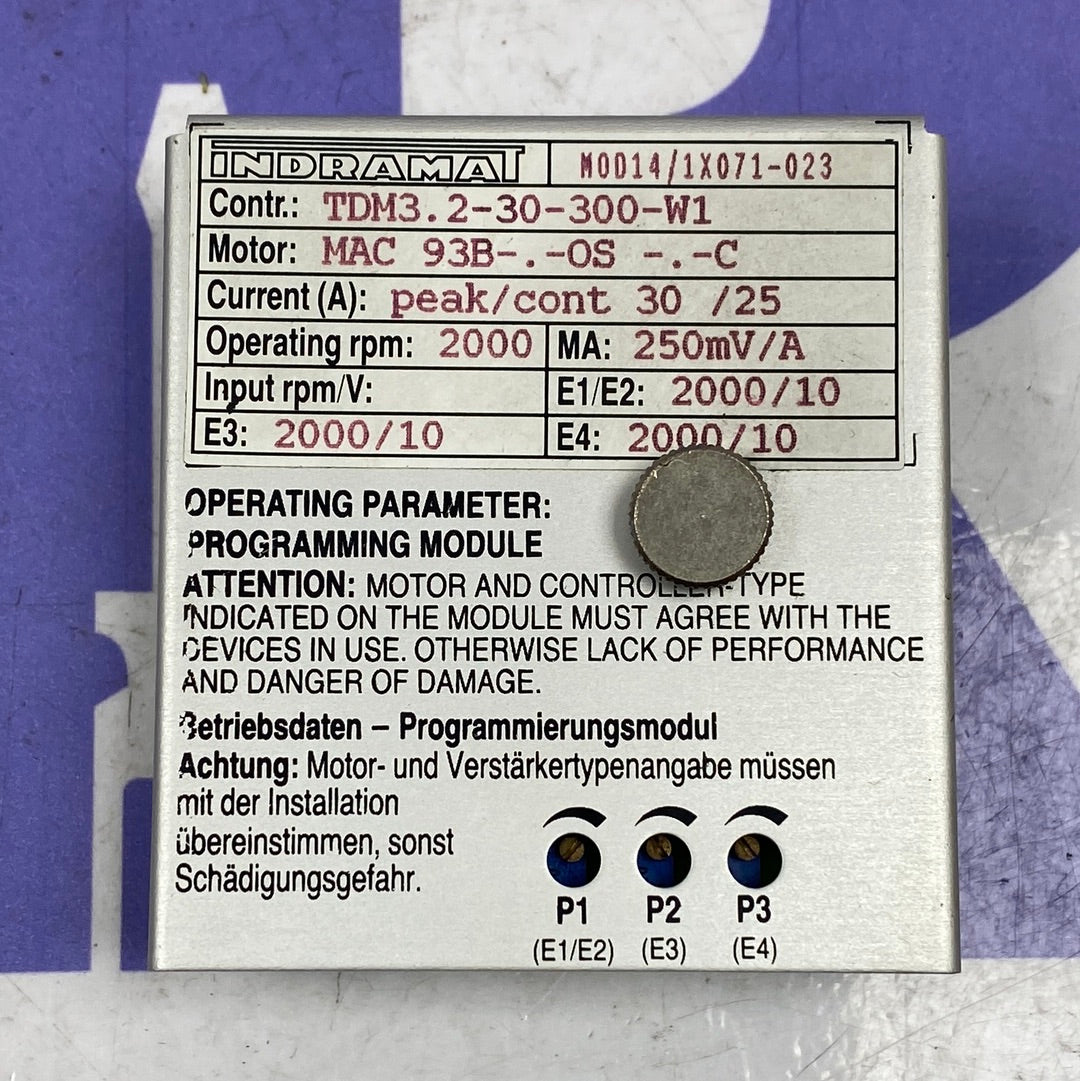 INDRAMAT MOD14/1X071-023
Contr.: TDM3.2-30-300-W1
Motor: MAC 93B-.-OS -.-C
Current (A): peak/cont 30 /25
Operating rpm: 2000 MA: 250mV/A
Input rpm/V: E1/E2: 2000/10
E3: 2000/10 E4: 2000/10
OPERATING PARAMETER:
PROGRAMMING MODULE
ATTENTION: MOTOR AND CONTROLLER-TYPE
INDICATED ON THE MODULE MUST AGREE WITH THE
DEVICES IN USE. OTHERWISE LACK OF PERFORMANCE
AND DANGER OF DAMAGE.
Betriebsdaten – Programmierungsmodul
Achtung: Motor- und Verstärkertypenangabe müssen
mit der Installation
übereinstimmen, sonst
Schädigungsgefahr.
P1 P2 P3
(E1/E2) (E3) (E4)